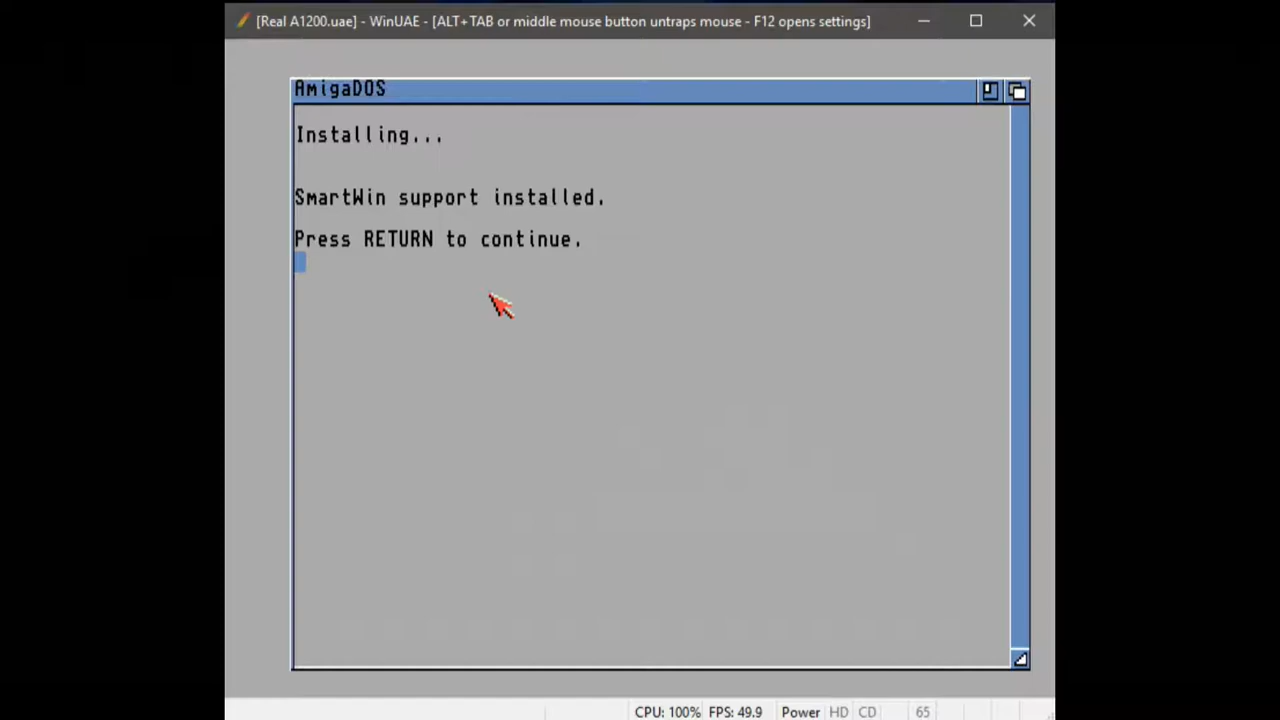 [Real A1200.uae] - WinUAE - [ALT+TAB or middle mouse button untraps mouse - F12 opens settings]
AmigaDOS
Installing...
SmartWin support installed.
Press RETURN to continue.
CPU: 100% FPS: 49.9 Power HD CD 65